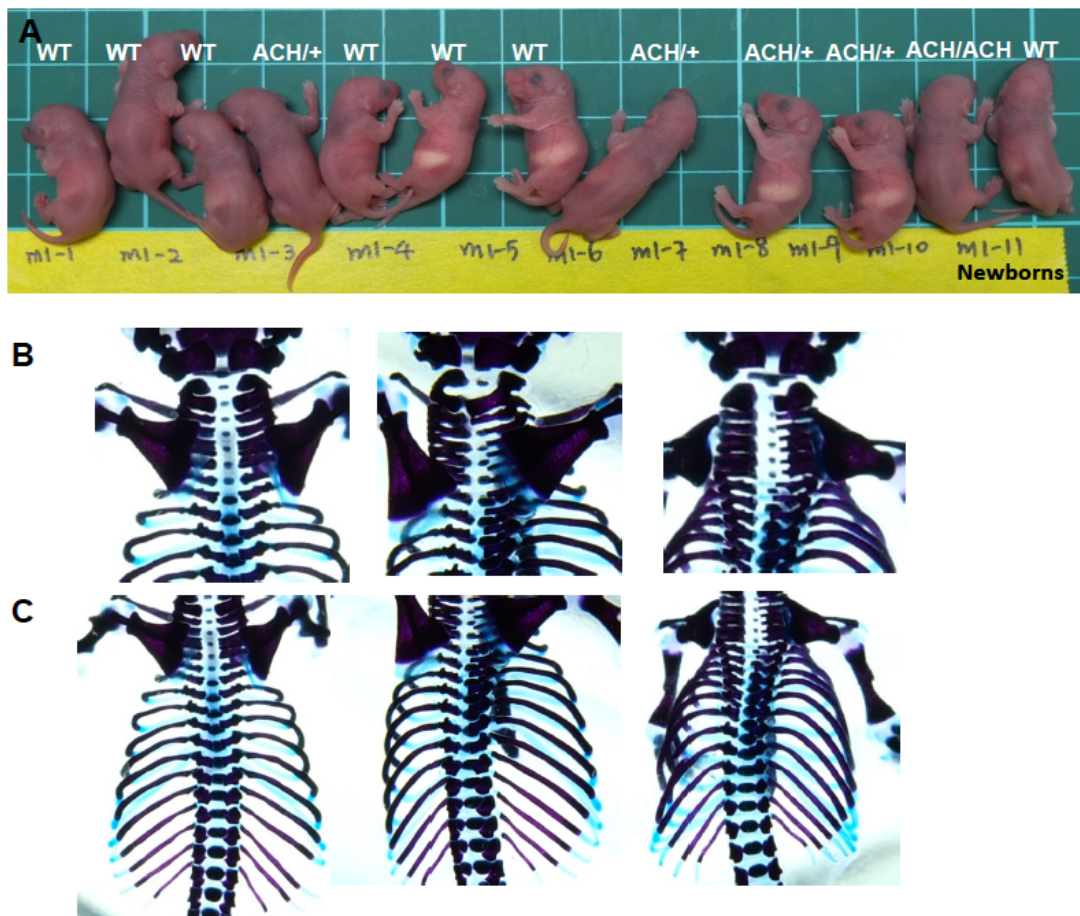 A
WT WT WT ACH/+ WT WT WT ACH/+ ACH/+ ACH/+ ACH/ACH WT
m1-1 m1-2 m1-3 m1-4 m1-5 m1-6 m1-7 m1-8 m1-9 m1-10 m1-11
Newborns
B
C